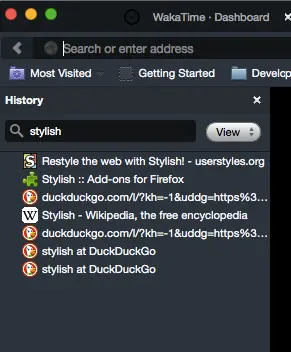 WakaTime · Dashboard
Search or enter address
Most Visited
Getting Started
Develop
History
stylish
View
Restyle the web with Stylish! - userstyles.org
Stylish :: Add-ons for Firefox
duckduckgo.com/l/?kh=-1&uddg=https%3...
Stylish - Wikipedia, the free encyclopedia
duckduckgo.com/l/?kh=-1&uddg=https%3...
stylish at DuckDuckGo
stylish at DuckDuckGo